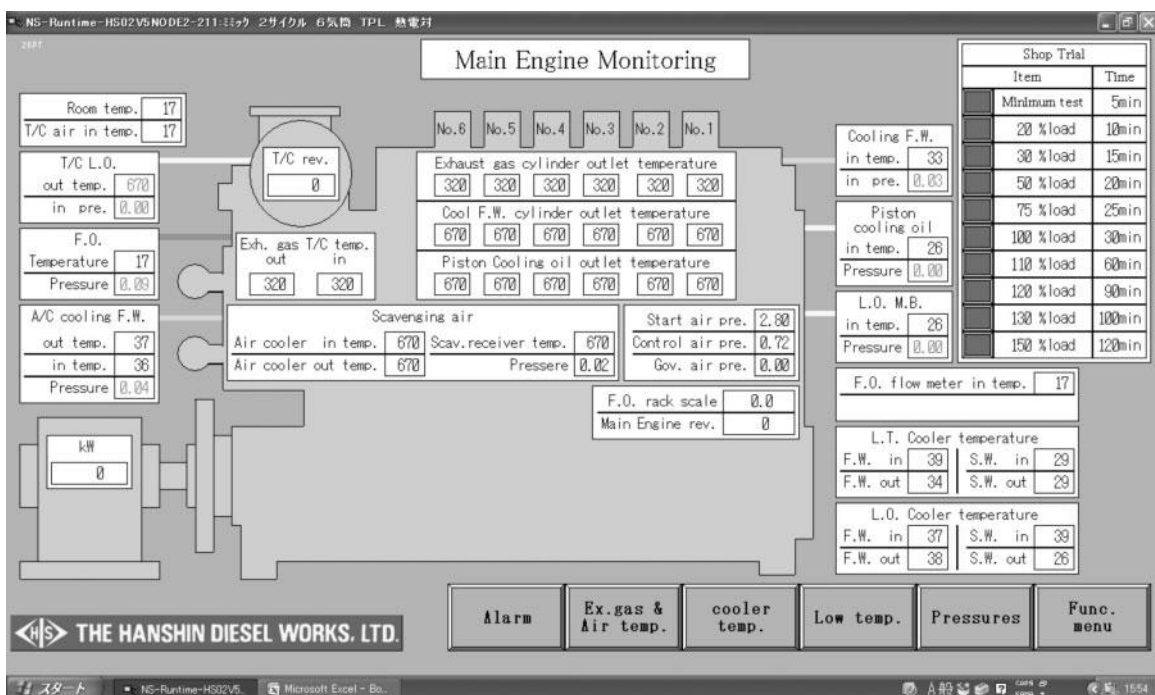 NS-Runtime-HS02V5NODE2-211:ミミック 2サイクル 6気筒 TPL 熱電対
Main Engine Monitoring
Shop Trial
Item Time
Minimum test 5min
20 %load 10min
30 %load 15min
50 %load 20min
75 %load 25min
100 %load 30min
110 %load 60min
120 %load 90min
130 %load 100min
150 %load 120min
Room temp. 17
T/C air in temp. 17
T/C L.O.
out temp. 670
in pre. 0.00
F.O.
Temperature 17
Pressure 0.09
A/C cooling F.W.
out temp. 37
in temp. 36
Pressure 0.04
T/C rev.
0
Exh. gas T/C temp.
out in
320 320
No.6 No.5 No.4 No.3 No.2 No.1
Exhaust gas cylinder outlet temperature
320 320 320 320 320 320
Cool F.W. cylinder outlet temperature
670 670 670 670 670 670
Piston Cooling oil outlet temperature
670 670 670 670 670 670
Scavenging air
Air cooler in temp. 670 Scav.receiver temp. 670
Air cooler out temp. 670 Pressere 0.02
Start air pre. 2.80
Control air pre. 0.72
Gov. air pre. 0.00
F.O. rack scale 0.0
Main Engine rev. 0
Cooling F.W.
in temp. 33
in pre. 0.03
Piston
cooling oil
in temp. 26
Pressure 0.00
L.O. M.B.
in temp. 26
Pressure 0.00
F.O. flow meter in temp. 17
L.T. Cooler temperature
F.W. in 39 S.W. in 29
F.W. out 34 S.W. out 29
L.O. Cooler temperature
F.W. in 37 S.W. in 39
F.W. out 38 S.W. out 26
kW
0
HS THE HANSHIN DIESEL WORKS, LTD.
Alarm
Ex.gas &
Air temp.
cooler
temp.
Low temp.
Pressures
Func.
menu
スタート NS-Runtime-HS02V5... Microsoft Excel - Bo... A 般 CAPS 15:54